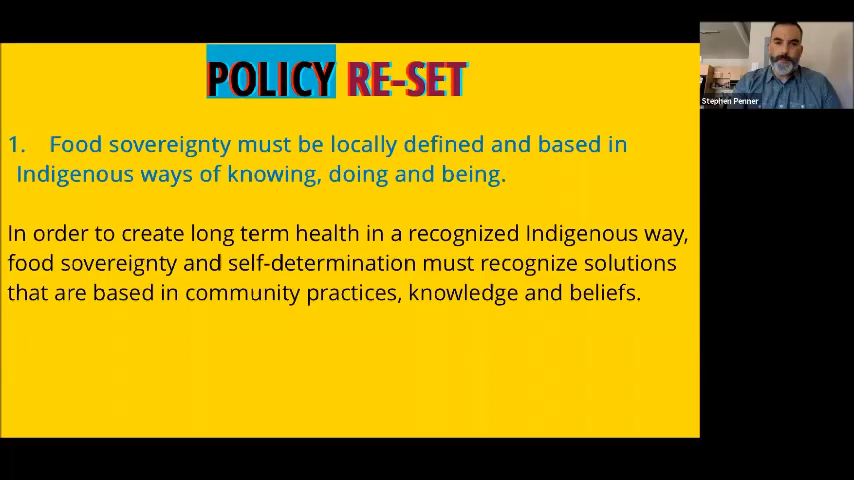 POLICY RE-SET
Stephen Penner
1. Food sovereignty must be locally defined and based in
Indigenous ways of knowing, doing and being.
In order to create long term health in a recognized Indigenous way,
food sovereignty and self-determination must recognize solutions
that are based in community practices, knowledge and beliefs.